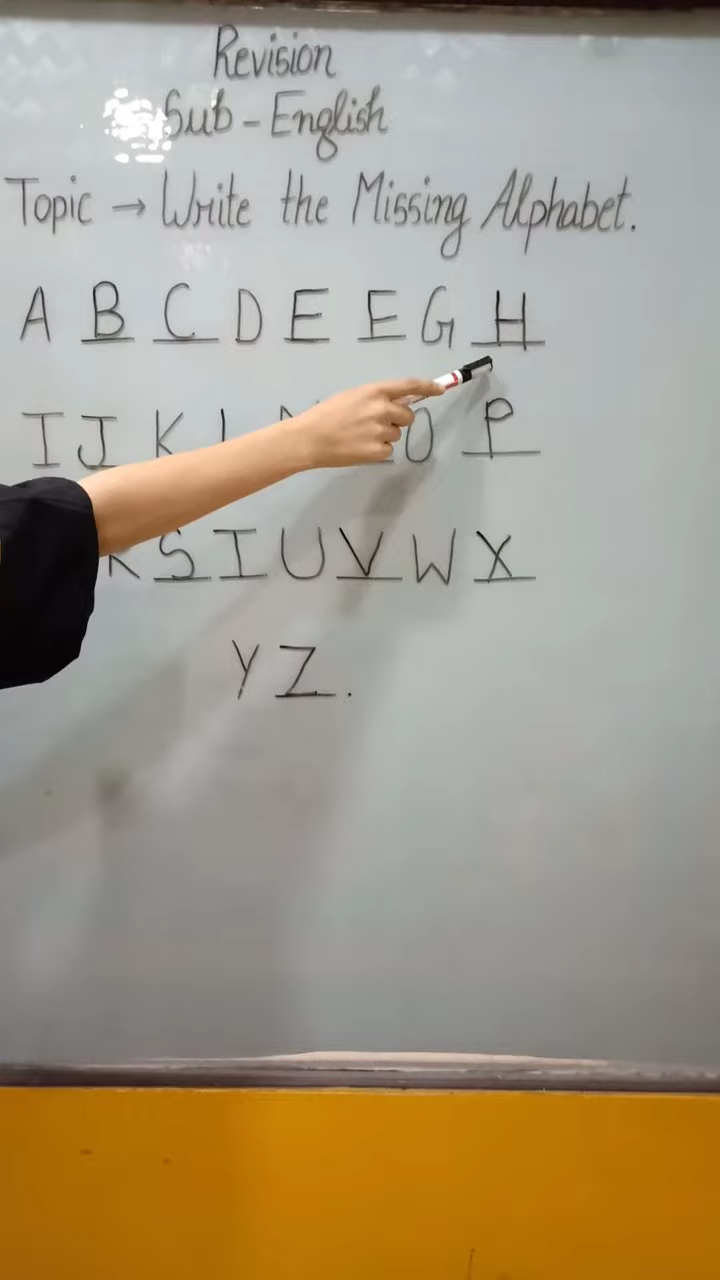 Revision
Sub - English
Topic → Write the Missing Alphabet.
A B C D E F G H
I J K L O P
R S T U V W X
Y Z .